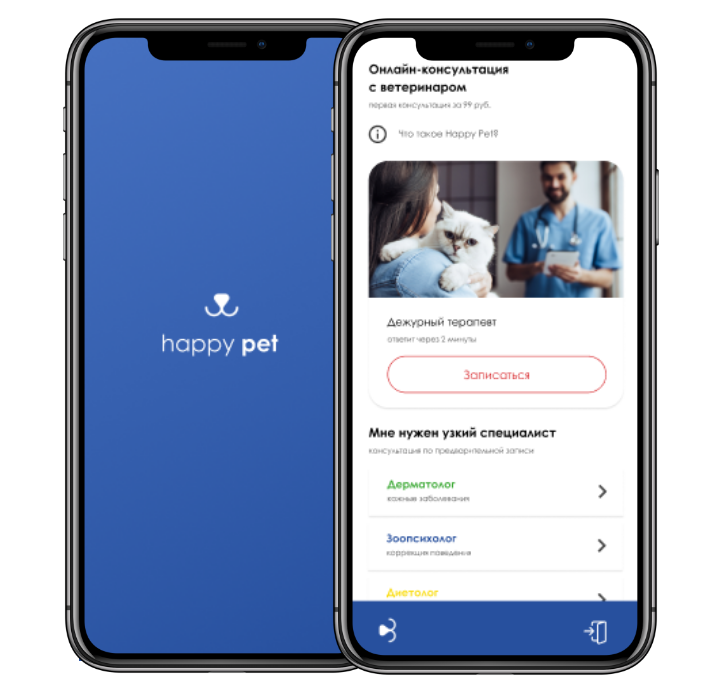 happy pet
Онлайн-консультация
с ветеринаром
первая консультация за 99 руб.
Что такое Happy Pet?
Дежурный терапевт
ответит через 2 минуты
Записаться
Мне нужен узкий специалист
консультация по предварительной записи
Дерматолог
кожные заболевания
Зоопсихолог
коррекция поведения
Диетолог